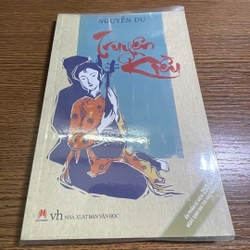 NGUYỄN DU
Truyện
Kiều
vh NHÀ XUẤT BẢN VĂN HỌC